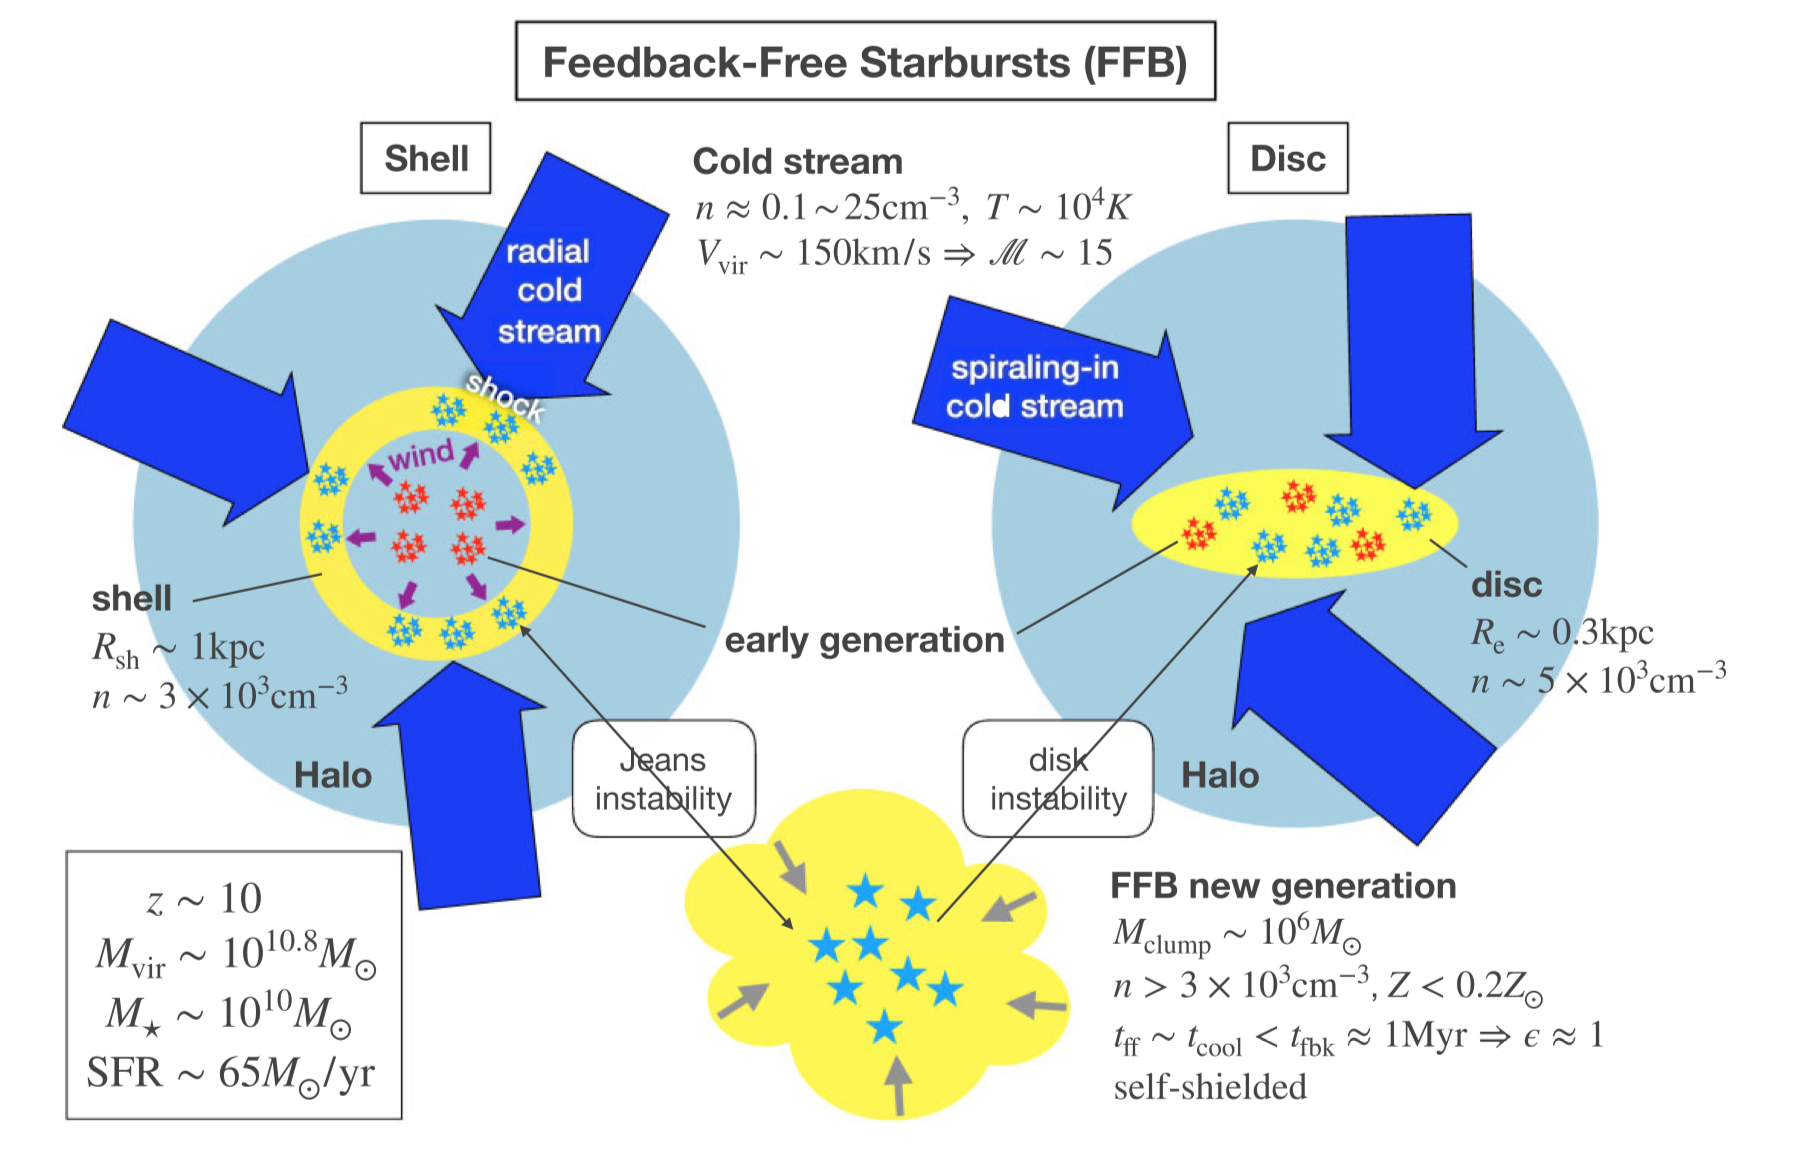 Feedback-Free Starbursts (FFB)
Shell
Disc
Cold stream
n ≈ 0.1 ~ 25cm⁻³, T ~ 10⁴K
V_vir ~ 150km/s ⇒ ℳ ~ 15
radial
cold
stream
shock
wind
spiraling-in
cold stream
shell
R_sh ~ 1kpc
n ~ 3 × 10³cm⁻³
early generation
disc
R_e ~ 0.3kpc
n ~ 5 × 10³cm⁻³
Halo
Jeans
instability
disk
instability
Halo
z ~ 10
M_vir ~ 10^10.8 M_⊙
M_★ ~ 10^10 M_⊙
SFR ~ 65M_⊙/yr
FFB new generation
M_clump ~ 10⁶M_⊙
n > 3 × 10³cm⁻³, Z < 0.2Z_⊙
t_ff ~ t_cool < t_fbk ≈ 1Myr ⇒ ϵ ≈ 1
self-shielded